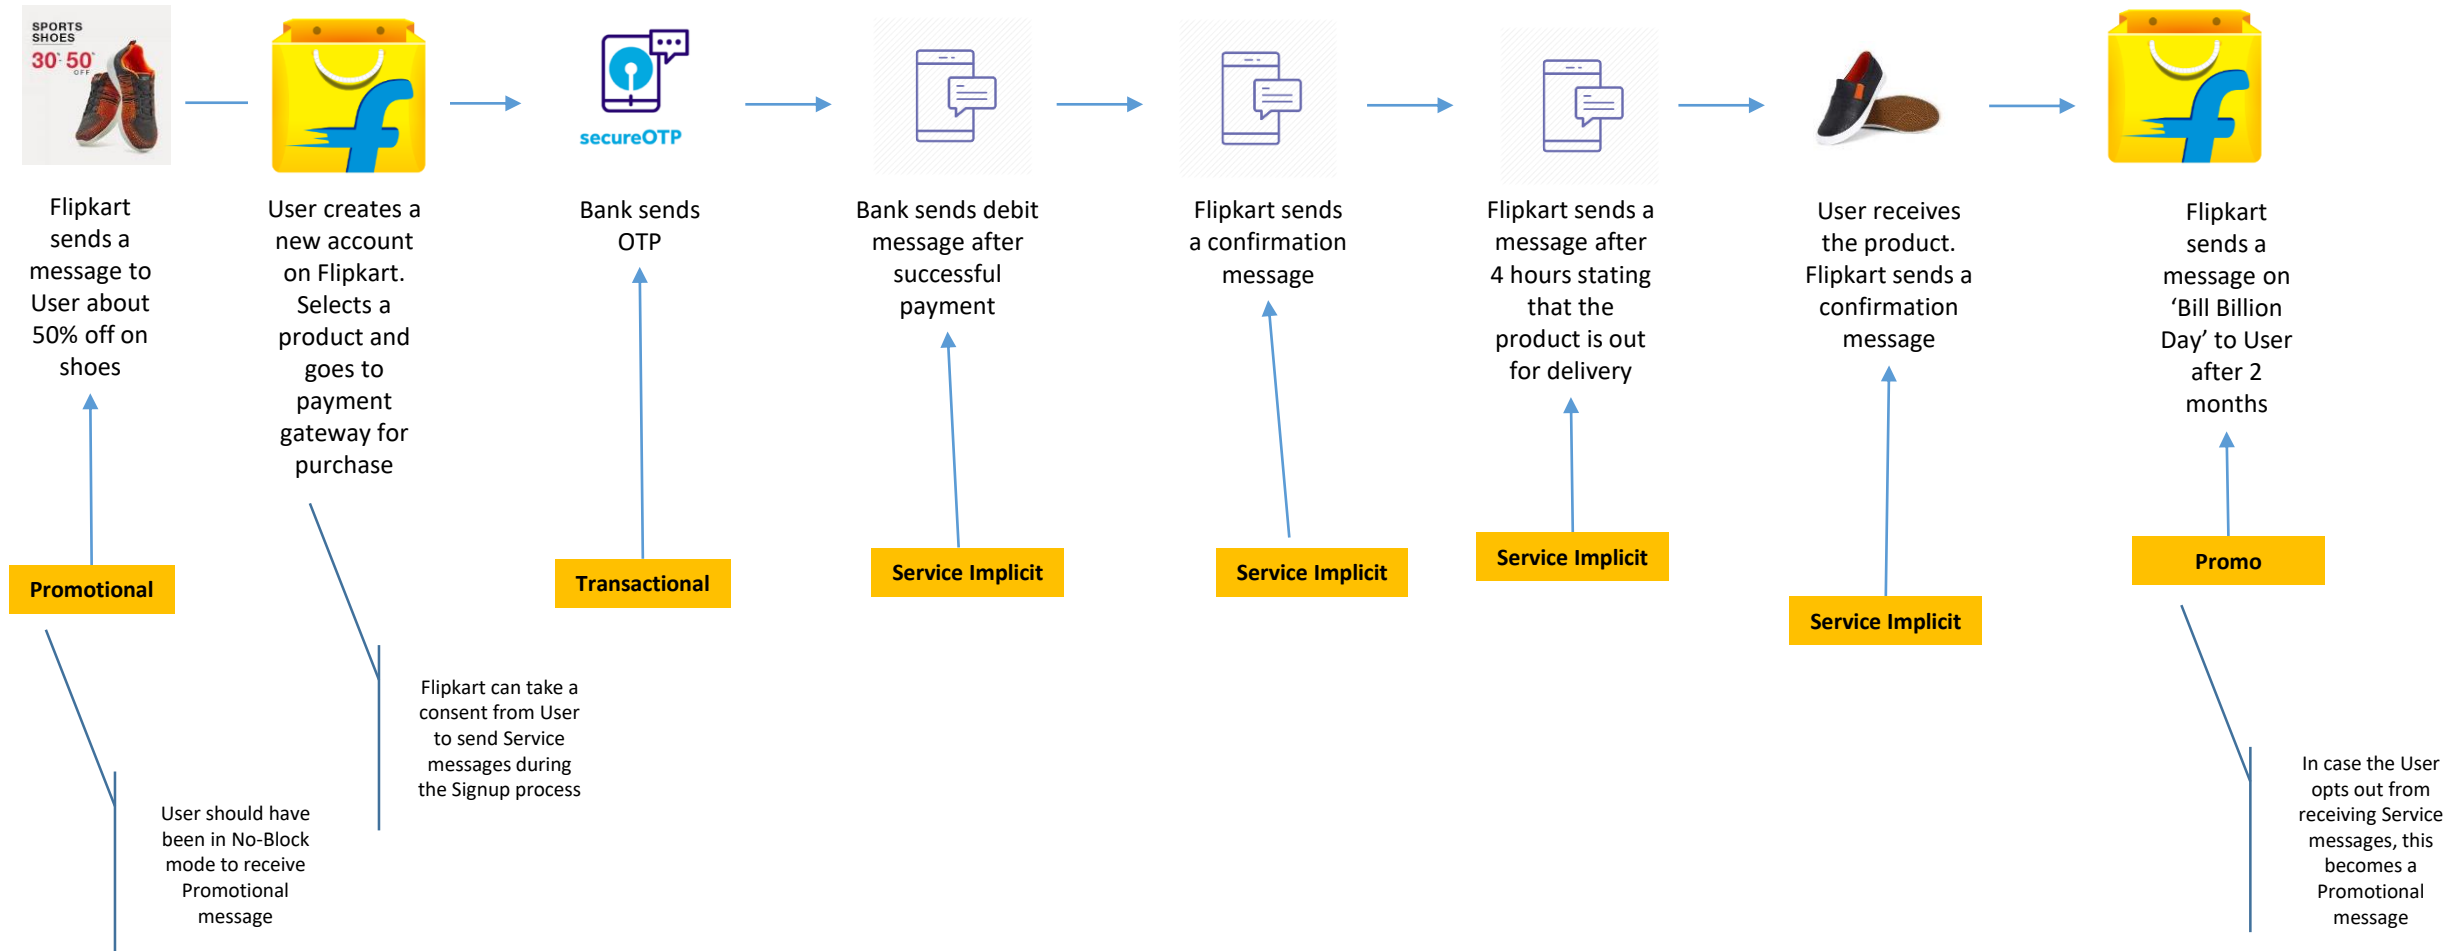 SPORTS
SHOES
30% 50%
OFF
secureOTP
Flipkart
sends a
message to
User about
50% off on
shoes
User creates a
new account
on Flipkart.
Selects a
product and
goes to
payment
gateway for
purchase
Bank sends
OTP
Bank sends debit
message after
successful
payment
Flipkart sends
a confirmation
message
Flipkart sends a
message after
4 hours stating
that the
product is out
for delivery
User receives
the product.
Flipkart sends a
confirmation
message
Flipkart
sends a
message on
‘Bill Billion
Day’ to User
after 2
months
Promotional
Transactional
Service Implicit
Service Implicit
Service Implicit
Service Implicit
Promo
User should have
been in No-Block
mode to receive
Promotional
message
Flipkart can take a
consent from User
to send Service
messages during
the Signup process
In case the User
opts out from
receiving Service
messages, this
becomes a
Promotional
message